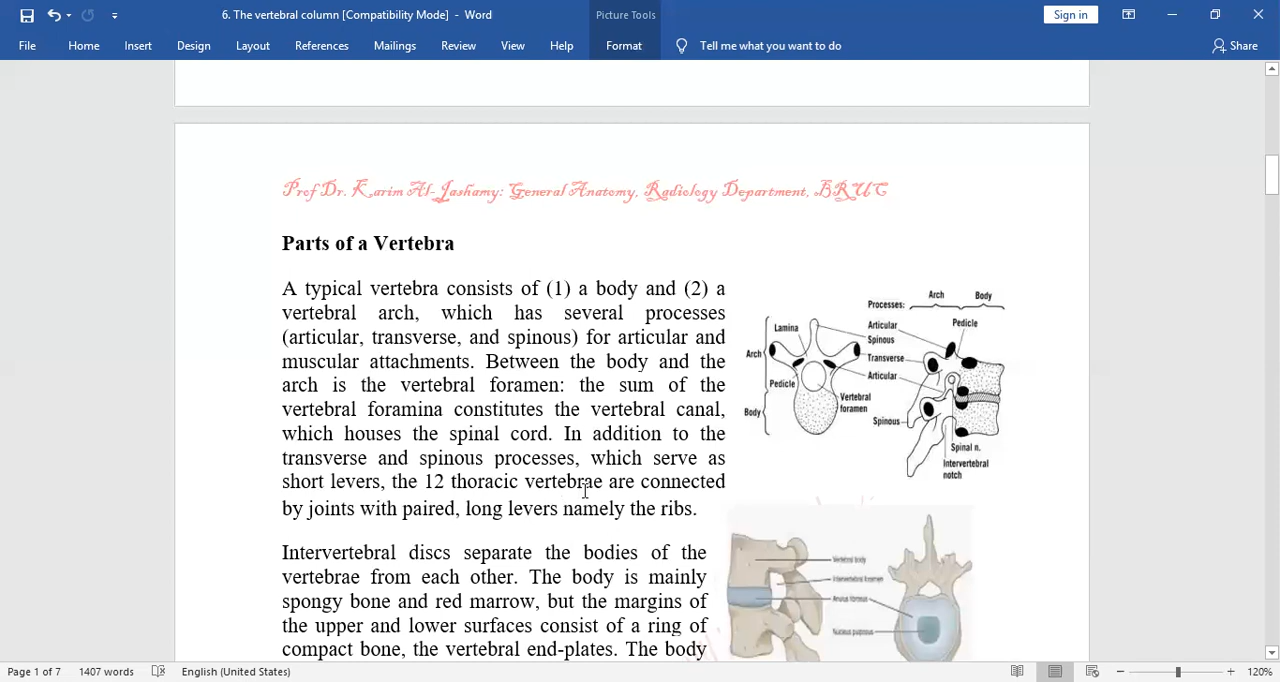 6. The vertebral column [Compatibility Mode] - Word
Picture Tools
Sign in
File Home Insert Design Layout References Mailings Review View Help Format Tell me what you want to do Share
Prof Dr. Karim Al-Jashamy: General Anatomy, Radiology Department, BRUC
Parts of a Vertebra
A typical vertebra consists of (1) a body and (2) a
vertebral arch, which has several processes
(articular, transverse, and spinous) for articular and
muscular attachments. Between the body and the
arch is the vertebral foramen: the sum of the
vertebral foramina constitutes the vertebral canal,
which houses the spinal cord. In addition to the
transverse and spinous processes, which serve as
short levers, the 12 thoracic vertebrae are connected
by joints with paired, long levers namely the ribs.
Arch Body
Processes:
Lamina
Articular
Pedicle
Spinous
Arch
Transverse
Articular
Pedicle
Vertebral
foramen
Body
Spinous
Spinal n.
Intervertebral
notch
Intervertebral discs separate the bodies of the
vertebrae from each other. The body is mainly
spongy bone and red marrow, but the margins of
the upper and lower surfaces consist of a ring of
compact bone, the vertebral end-plates. The body
Vertebral body
Intervertebral foramen
Anulus fibrosus
Nucleus pulposus
Page 1 of 7 1407 words English (United States) 120%